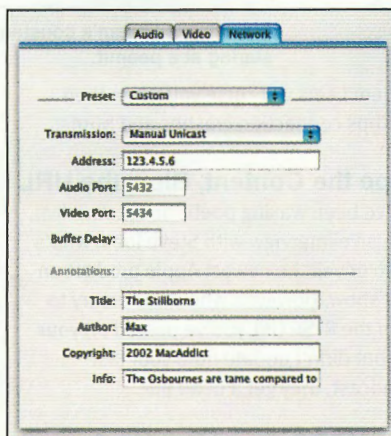 Audio Video Network
Preset: Custom
Transmission: Manual Unicast
Address: 123.4.5.6
Audio Port: 5432
Video Port: 5434
Buffer Delay:
Annotations:
Title: The Stillborns
Author: Max
Copyright: 2002 MacAddict
Info: The Osbournes are tame compared to